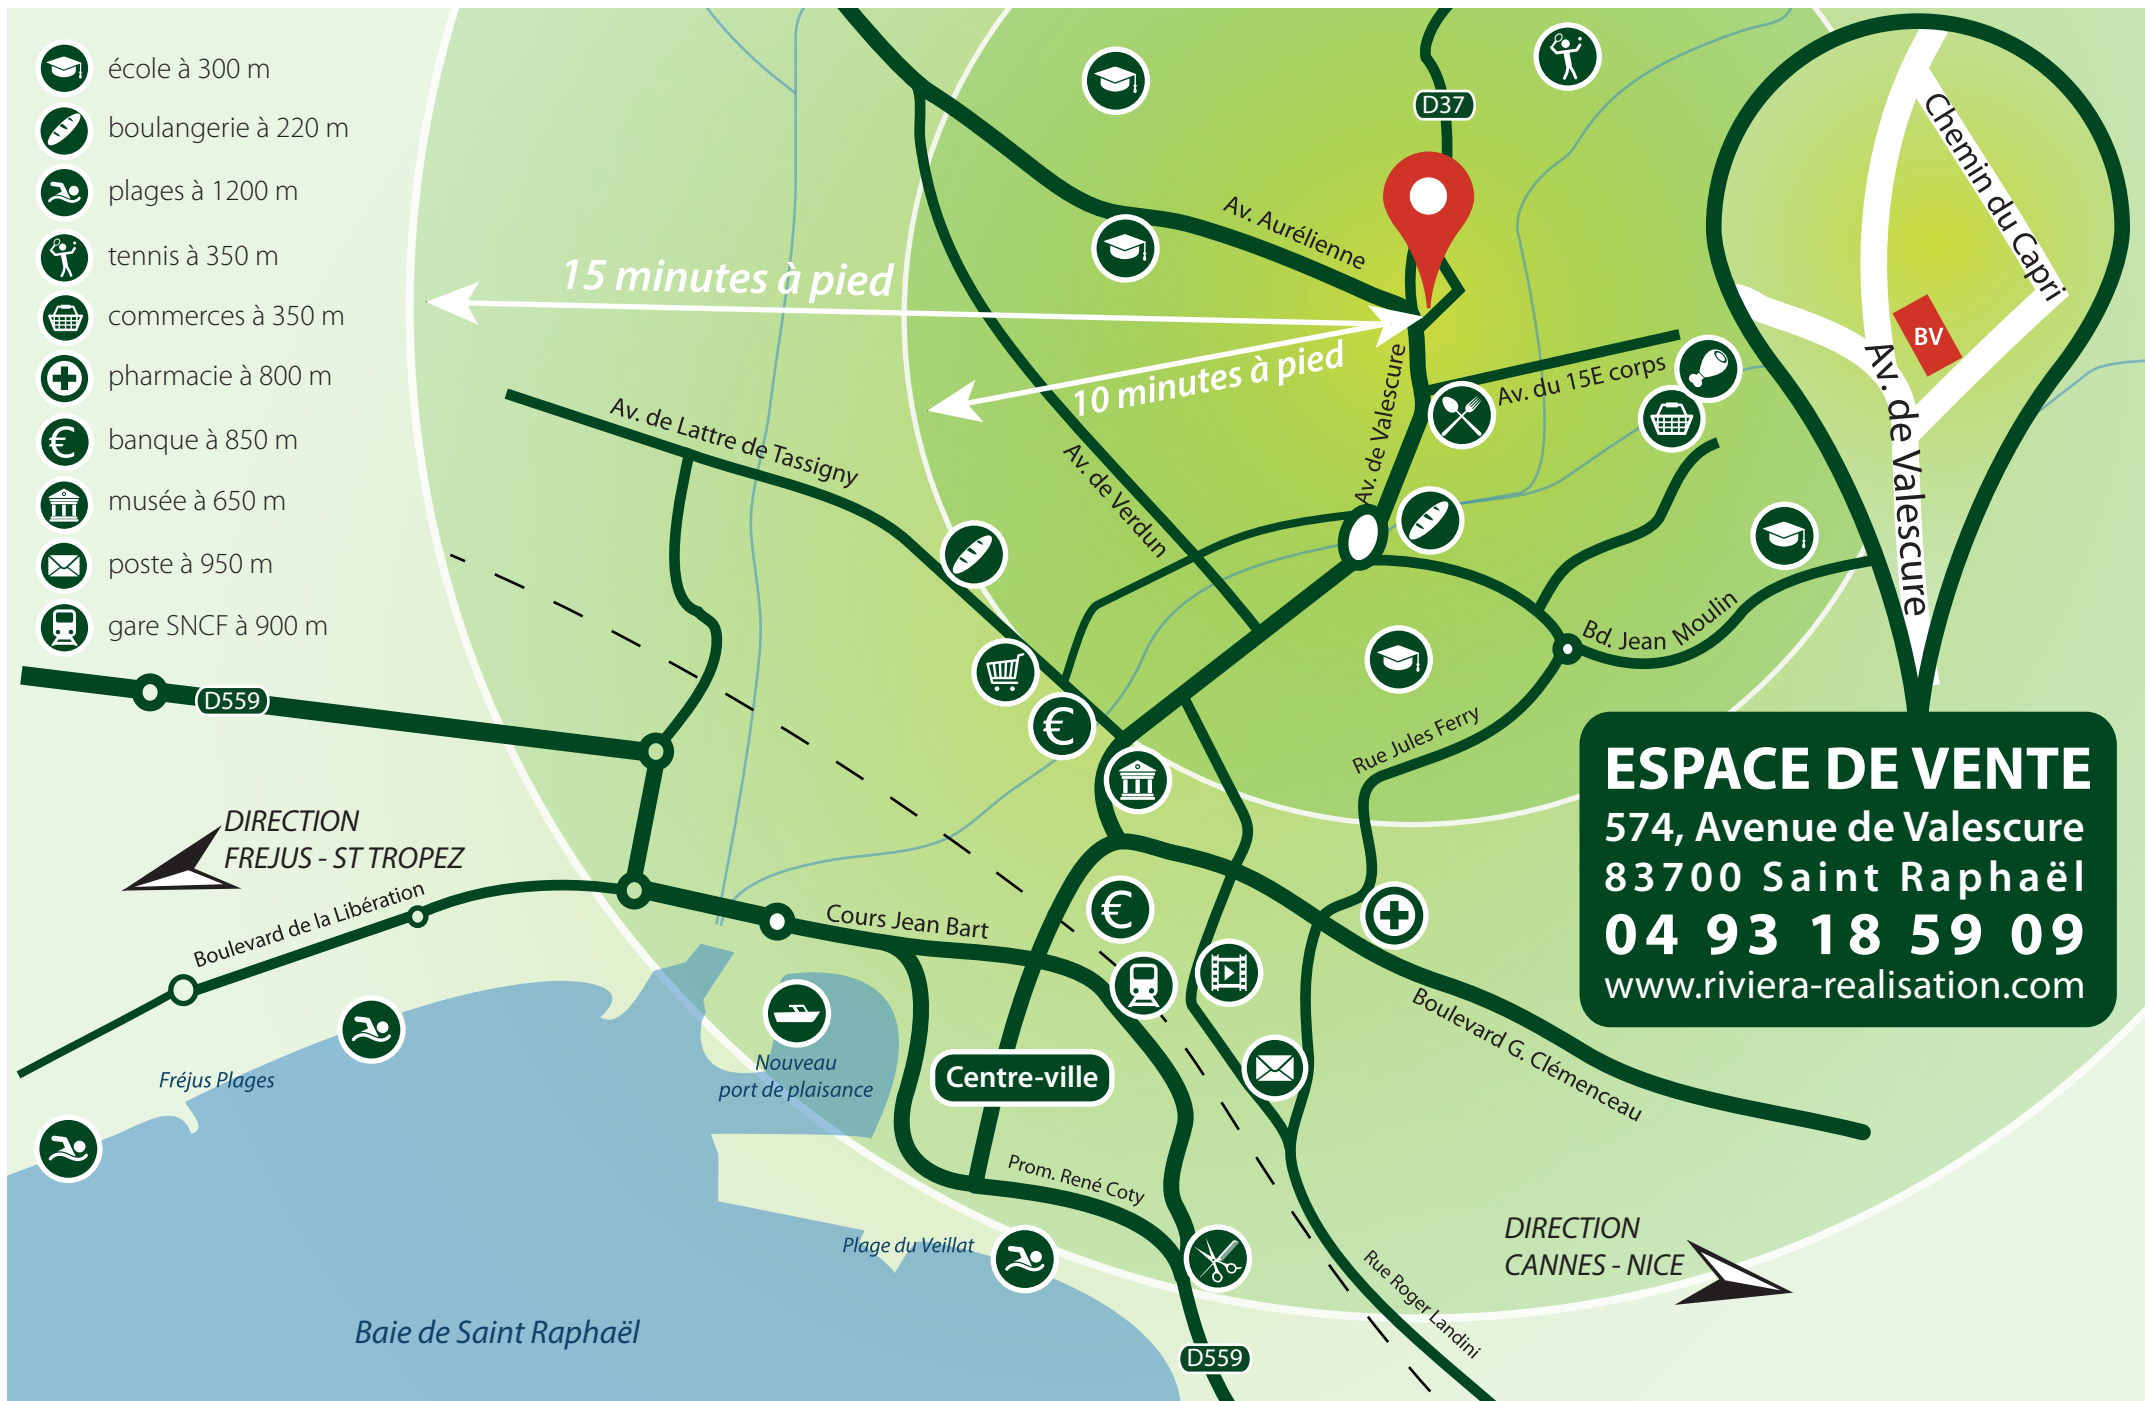 école à 300 m
boulangerie à 220 m
plages à 1200 m
tennis à 350 m
commerces à 350 m
pharmacie à 800 m
banque à 850 m
musée à 650 m
poste à 950 m
gare SNCF à 900 m
D37
Chemin du Capri
Av. Aurélienne
15 minutes à pied
10 minutes à pied
BV
Av. de Valescure
Av. de Valescure
Av. du 15E corps
Av. de Lattre de Tassigny
Av. de Verdun
Bd. Jean Moulin
D559
Rue Jules Ferry
ESPACE DE VENTE
574, Avenue de Valescure
83700 Saint Raphaël
04 93 18 59 09
www.riviera-realisation.com
DIRECTION
FREJUS - ST TROPEZ
Boulevard de la Libération
Cours Jean Bart
Boulevard G. Clémenceau
Fréjus Plages
Nouveau
port de plaisance
Centre-ville
Prom. René Coty
Plage du Veillat
DIRECTION
CANNES - NICE
Rue Roger Landini
Baie de Saint Raphaël
D559